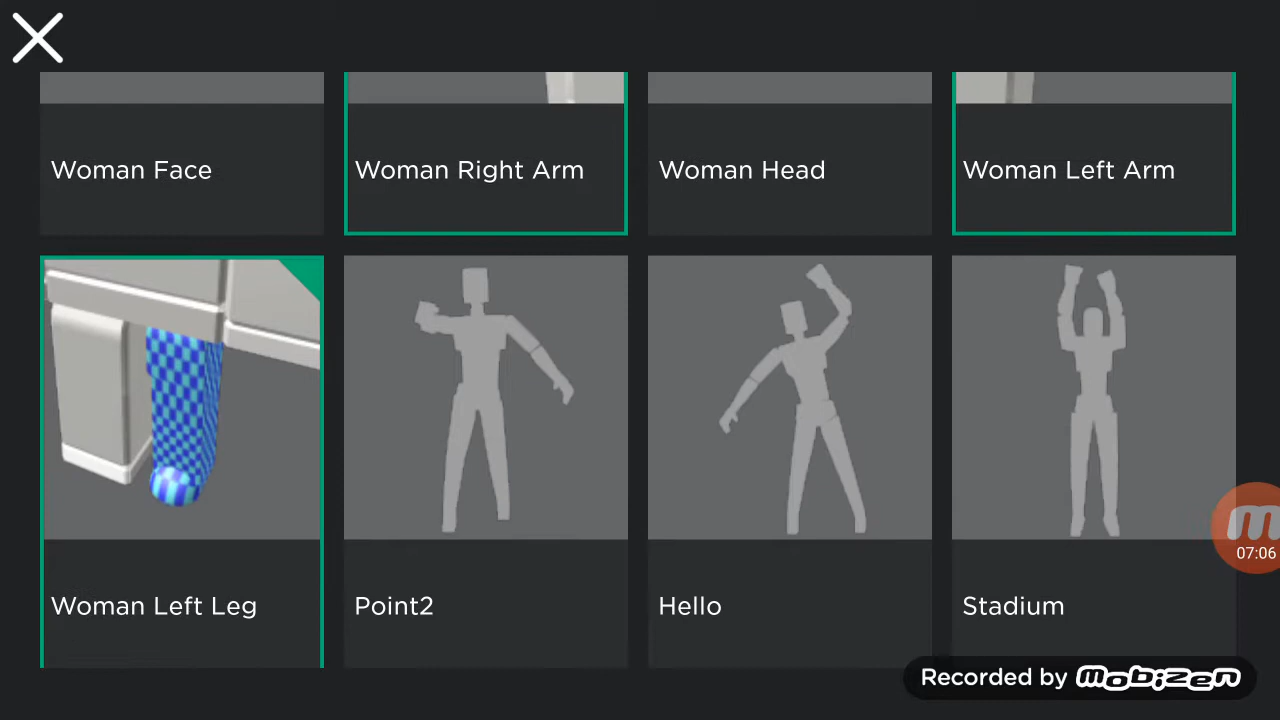 Woman Face
Woman Right Arm
Woman Head
Woman Left Arm
Woman Left Leg
Point2
Hello
Stadium
07:06
Recorded by mobizen